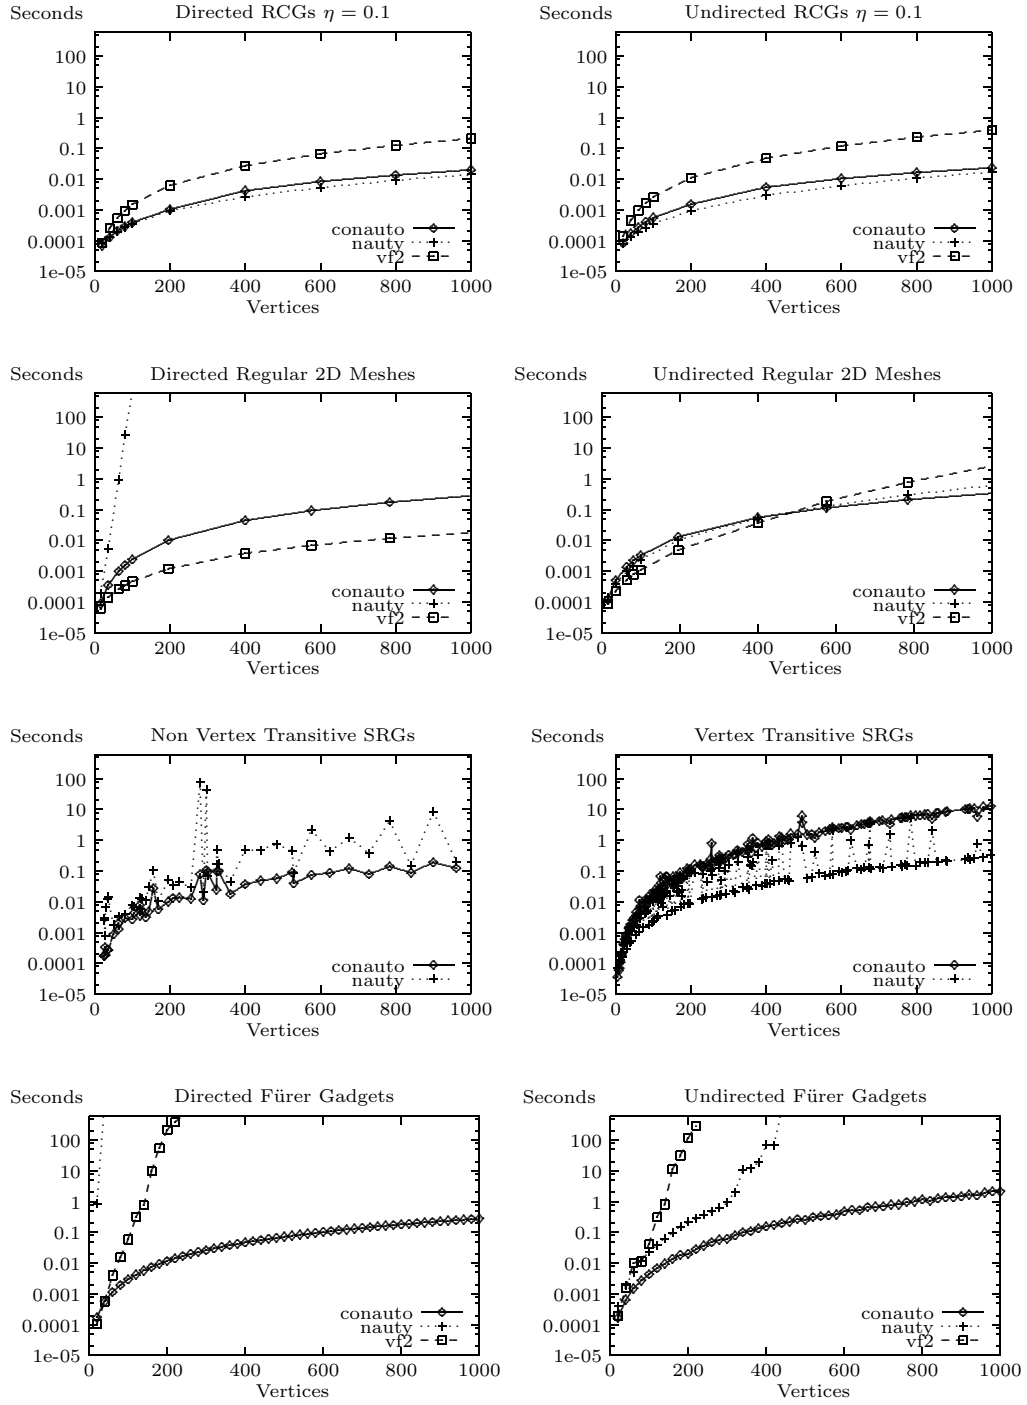 Seconds
Directed RCGs η = 0.1
100
10
1
0.1
0.01
0.001
0.0001
1e-05
conauto
nauty
vf2
0 200 400 600 800 1000
Vertices
Seconds
Undirected RCGs η = 0.1
100
10
1
0.1
0.01
0.001
0.0001
1e-05
conauto
nauty
vf2
0 200 400 600 800 1000
Vertices
Seconds
Directed Regular 2D Meshes
100
10
1
0.1
0.01
0.001
0.0001
1e-05
conauto
nauty
vf2
0 200 400 600 800 1000
Vertices
Seconds
Undirected Regular 2D Meshes
100
10
1
0.1
0.01
0.001
0.0001
1e-05
conauto
nauty
vf2
0 200 400 600 800 1000
Vertices
Seconds
Non Vertex Transitive SRGs
100
10
1
0.1
0.01
0.001
0.0001
1e-05
conauto
nauty
0 200 400 600 800 1000
Vertices
Seconds
Vertex Transitive SRGs
100
10
1
0.1
0.01
0.001
0.0001
1e-05
conauto
nauty
0 200 400 600 800 1000
Vertices
Seconds
Directed Fürer Gadgets
100
10
1
0.1
0.01
0.001
0.0001
1e-05
conauto
nauty
vf2
0 200 400 600 800 1000
Vertices
Seconds
Undirected Fürer Gadgets
100
10
1
0.1
0.01
0.001
0.0001
1e-05
conauto
nauty
vf2
0 200 400 600 800 1000
Vertices